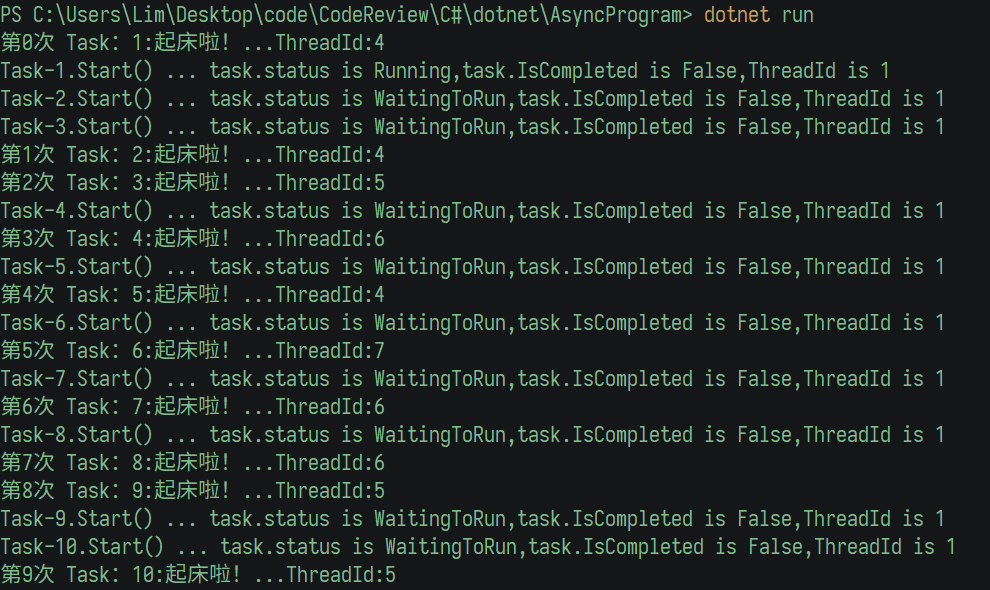 PS C:\Users\Lim\Desktop\code\CodeReview\C#\dotnet\AsyncProgram> dotnet run
第0次 Task: 1:起床啦! ...ThreadId:4
Task-1.Start() ... task.status is Running,task.IsCompleted is False,ThreadId is 1
Task-2.Start() ... task.status is WaitingToRun,task.IsCompleted is False,ThreadId is 1
Task-3.Start() ... task.status is WaitingToRun,task.IsCompleted is False,ThreadId is 1
第1次 Task: 2:起床啦! ...ThreadId:4
第2次 Task: 3:起床啦! ...ThreadId:5
Task-4.Start() ... task.status is WaitingToRun,task.IsCompleted is False,ThreadId is 1
第3次 Task: 4:起床啦! ...ThreadId:6
Task-5.Start() ... task.status is WaitingToRun,task.IsCompleted is False,ThreadId is 1
第4次 Task: 5:起床啦! ...ThreadId:4
Task-6.Start() ... task.status is WaitingToRun,task.IsCompleted is False,ThreadId is 1
第5次 Task: 6:起床啦! ...ThreadId:7
Task-7.Start() ... task.status is WaitingToRun,task.IsCompleted is False,ThreadId is 1
第6次 Task: 7:起床啦! ...ThreadId:6
Task-8.Start() ... task.status is WaitingToRun,task.IsCompleted is False,ThreadId is 1
第7次 Task: 8:起床啦! ...ThreadId:6
第8次 Task: 9:起床啦! ...ThreadId:5
Task-9.Start() ... task.status is WaitingToRun,task.IsCompleted is False,ThreadId is 1
Task-10.Start() ... task.status is WaitingToRun,task.IsCompleted is False,ThreadId is 1
第9次 Task: 10:起床啦! ...ThreadId:5